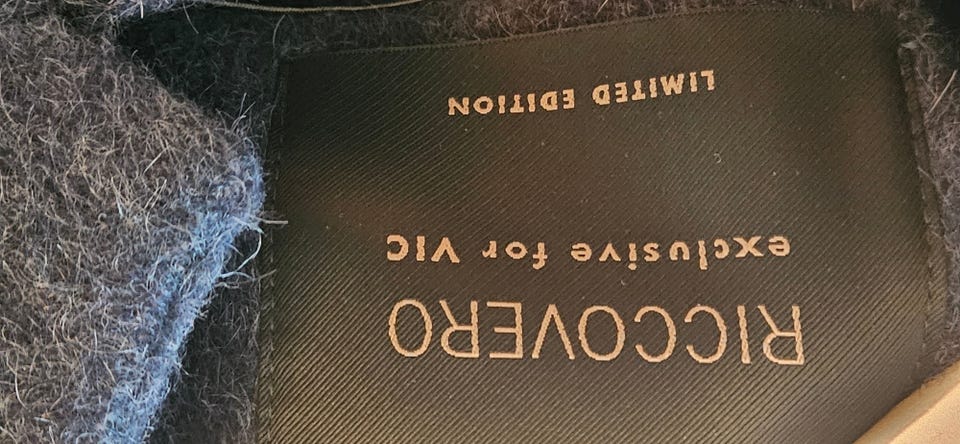 RICCOVERO
exclusive for VIC
LIMITED EDITION